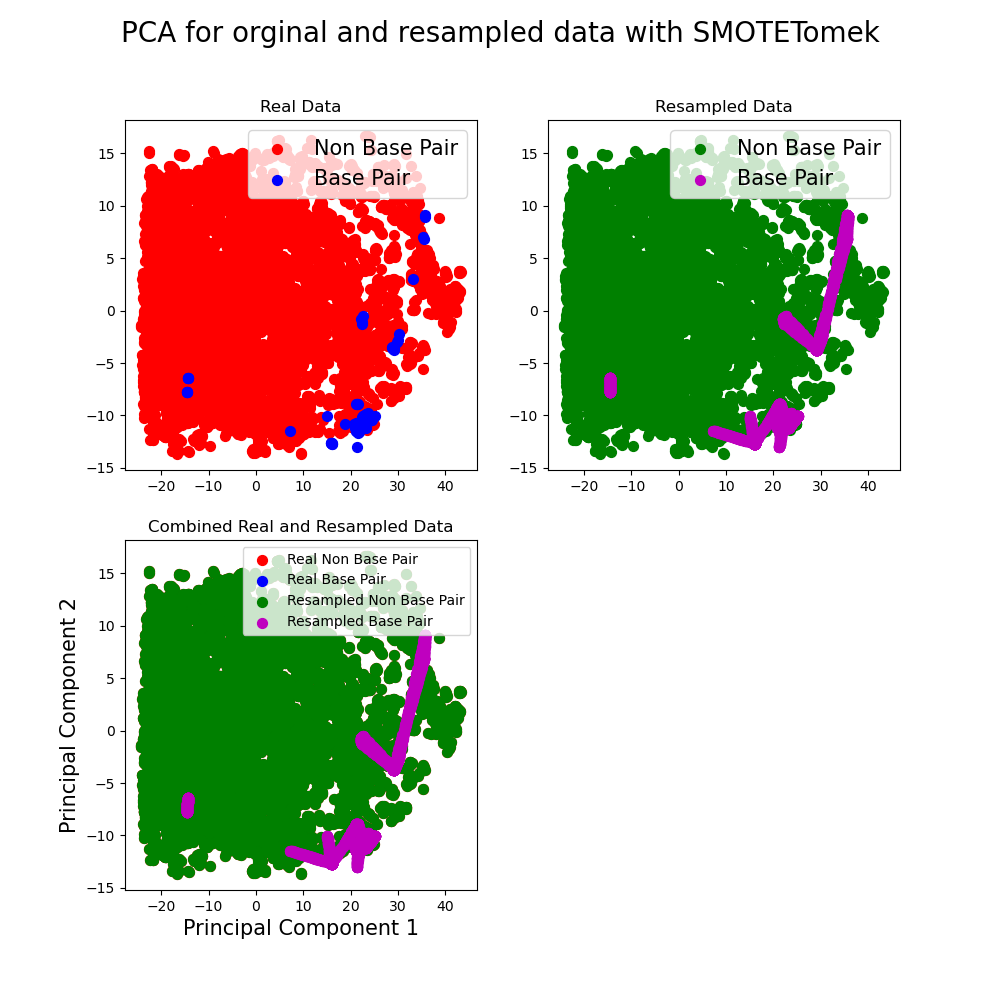 PCA for orginal and resampled data with SMOTETomek
Real Data
Non Base Pair
Base Pair
15
10
5
0
−5
−10
−15
−20 −10 0 10 20 30 40
Resampled Data
Non Base Pair
Base Pair
15
10
5
0
−5
−10
−15
−20 −10 0 10 20 30 40
Combined Real and Resampled Data
Real Non Base Pair
Real Base Pair
Resampled Non Base Pair
Resampled Base Pair
Principal Component 2
15
10
5
0
−5
−10
−15
−20 −10 0 10 20 30 40
Principal Component 1